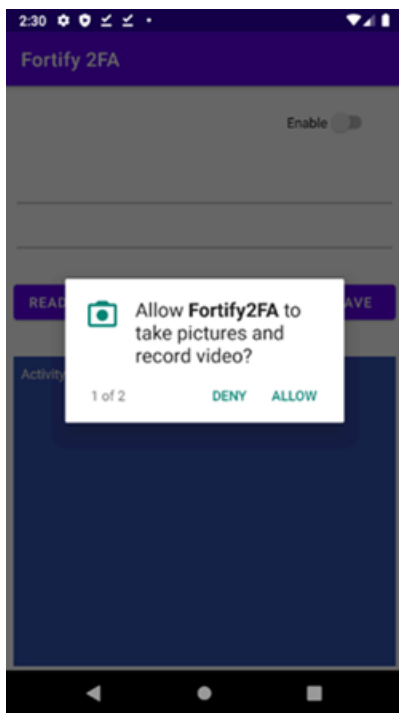 2:30
Fortify 2FA
Enable
READ
AVE
Allow Fortify2FA to
take pictures and
record video?
Activity
1 of 2 DENY ALLOW